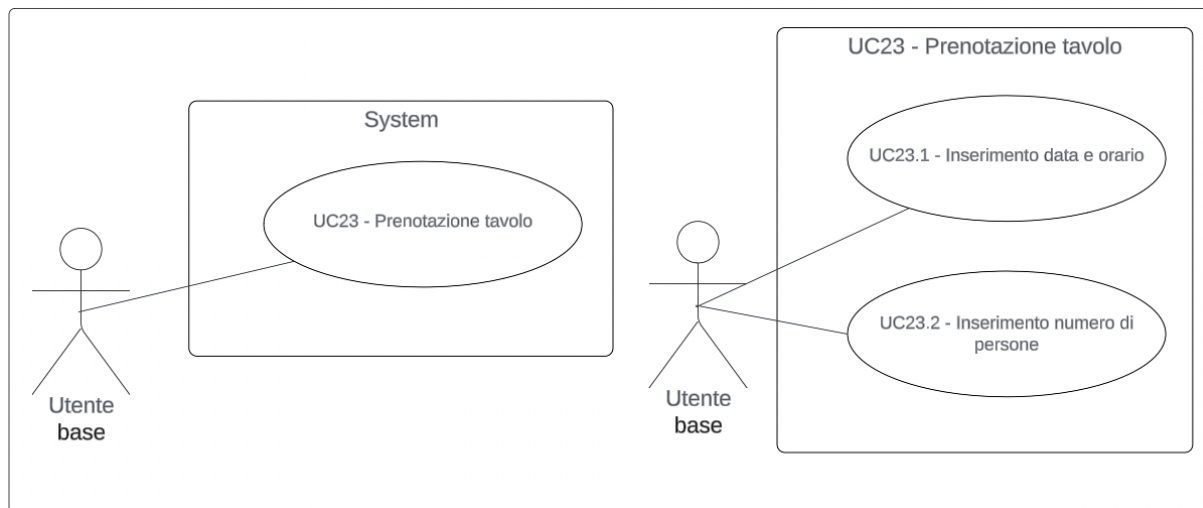 System
UC23 - Prenotazione tavolo
Utente
base
UC23 - Prenotazione tavolo
UC23.1 - Inserimento data e orario
UC23.2 - Inserimento numero di
persone
Utente
base